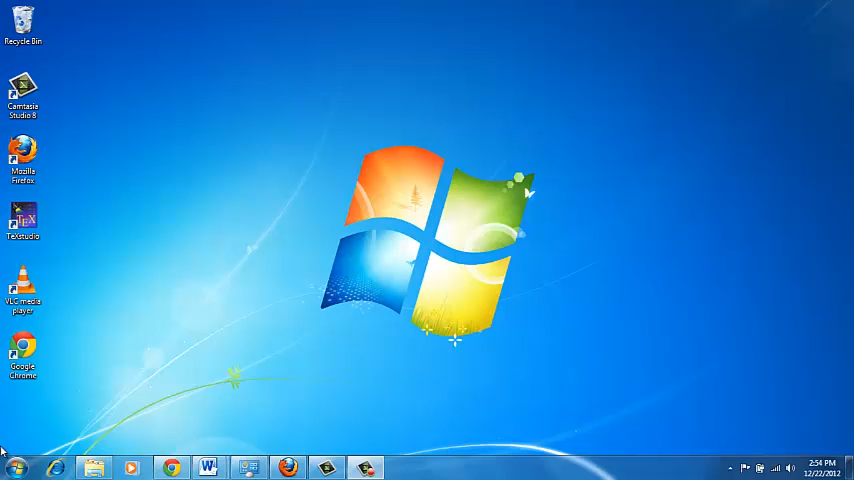 Recycle Bin
Camtasia
Studio 8
Mozilla
Firefox
TEX
TeXstudio
VLC media
player
Google
Chrome
W
2:54 PM
12/22/2012